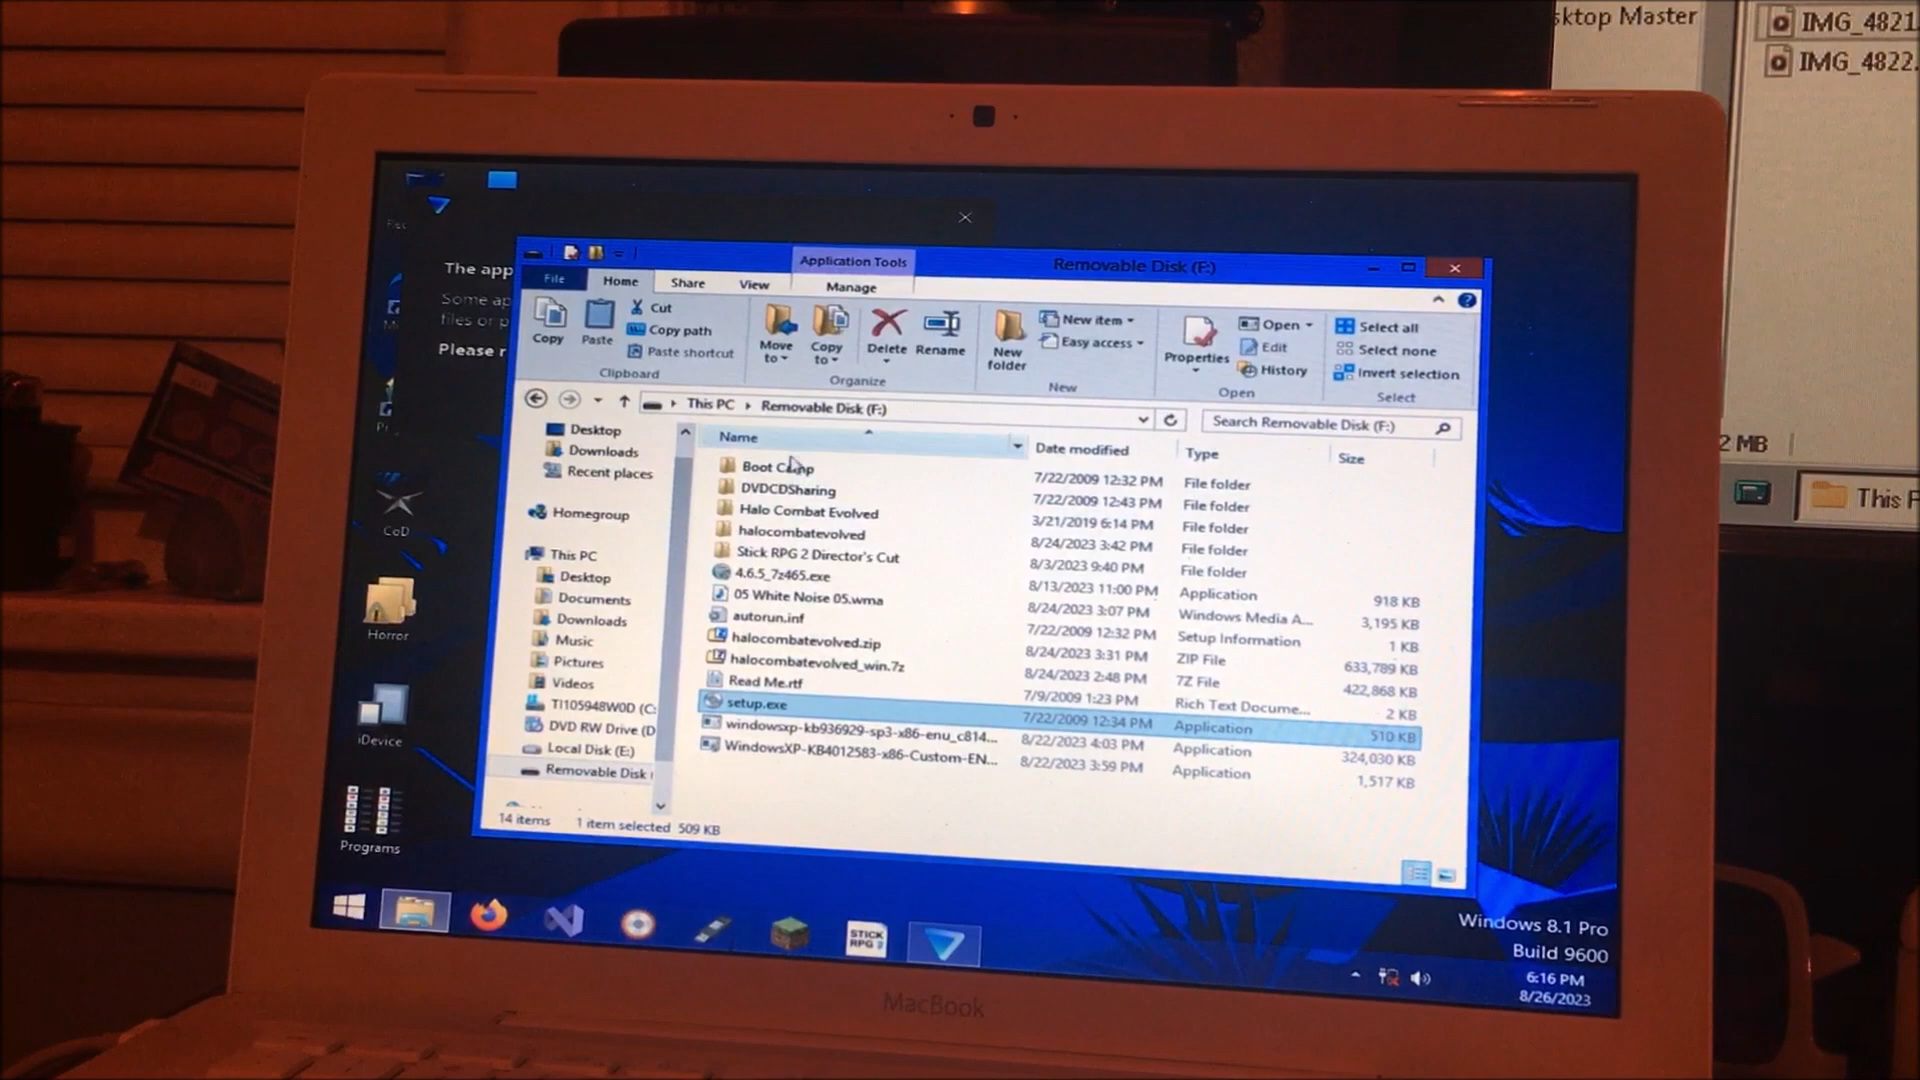 sktop Master
IMG_4821
IMG_4822.
2 MB
This F
The app
Some ap
files or p
Please r
Application Tools
Removable Disk (F:)
File
Home
Share
View
Manage
Copy
Paste
Cut
Copy path
Paste shortcut
Clipboard
Move to
Copy to
Delete
Rename
Organize
New folder
New item
Easy access
New
Properties
Open
Edit
History
Open
Select all
Select none
Invert selection
Select
This PC
Removable Disk (F:)
Search Removable Disk (F:)
Desktop
Downloads
Recent places
Homegroup
This PC
Desktop
Documents
Downloads
Music
Pictures
Videos
TI105948W0D (C:
DVD RW Drive (D
Local Disk (E:)
Removable Disk (
Name Date modified Type Size
Boot Camp 7/22/2009 12:32 PM File folder
DVDCDSharing 7/22/2009 12:43 PM File folder
Halo Combat Evolved 3/21/2019 6:14 PM File folder
halocombatevolved 8/24/2023 3:42 PM File folder
Stick RPG 2 Director's Cut 8/3/2023 9:40 PM File folder
4.6.5_7z465.exe 8/13/2023 11:00 PM Application 918 KB
05 White Noise 05.wma 8/24/2023 3:07 PM Windows Media A... 3,195 KB
autorun.inf 7/22/2009 12:32 PM Setup Information 1 KB
halocombatevolved.zip 8/24/2023 3:31 PM ZIP File 633,789 KB
halocombatevolved_win.7z 8/24/2023 2:48 PM 7Z File 422,868 KB
Read Me.rtf 7/9/2009 1:23 PM Rich Text Docume... 2 KB
setup.exe 7/22/2009 12:34 PM Application 510 KB
windowsxp-kb936929-sp3-x86-enu_c814... 8/22/2023 4:03 PM Application 324,030 KB
WindowsXP-KB4012583-x86-Custom-EN... 8/22/2023 3:59 PM Application 1,517 KB
14 items 1 item selected 509 KB
CoD
Horror
iDevice
Programs
STICK
RPG 2
Windows 8.1 Pro
Build 9600
6:16 PM
8/26/2023
MacBook